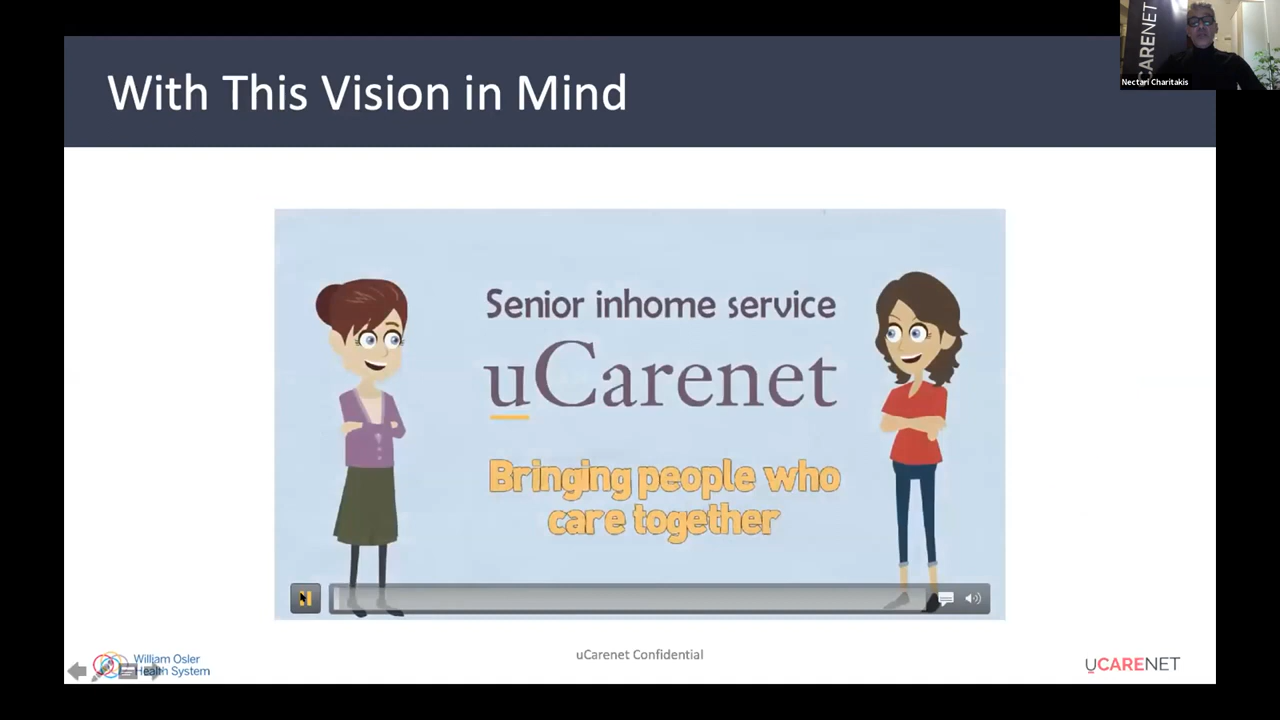 With This Vision in Mind
CARENET
Nectari Charitakis
Senior inhome service
uCarenet
Bringing people who
care together
William Osler
Health System
uCarenet Confidential
uCARENET